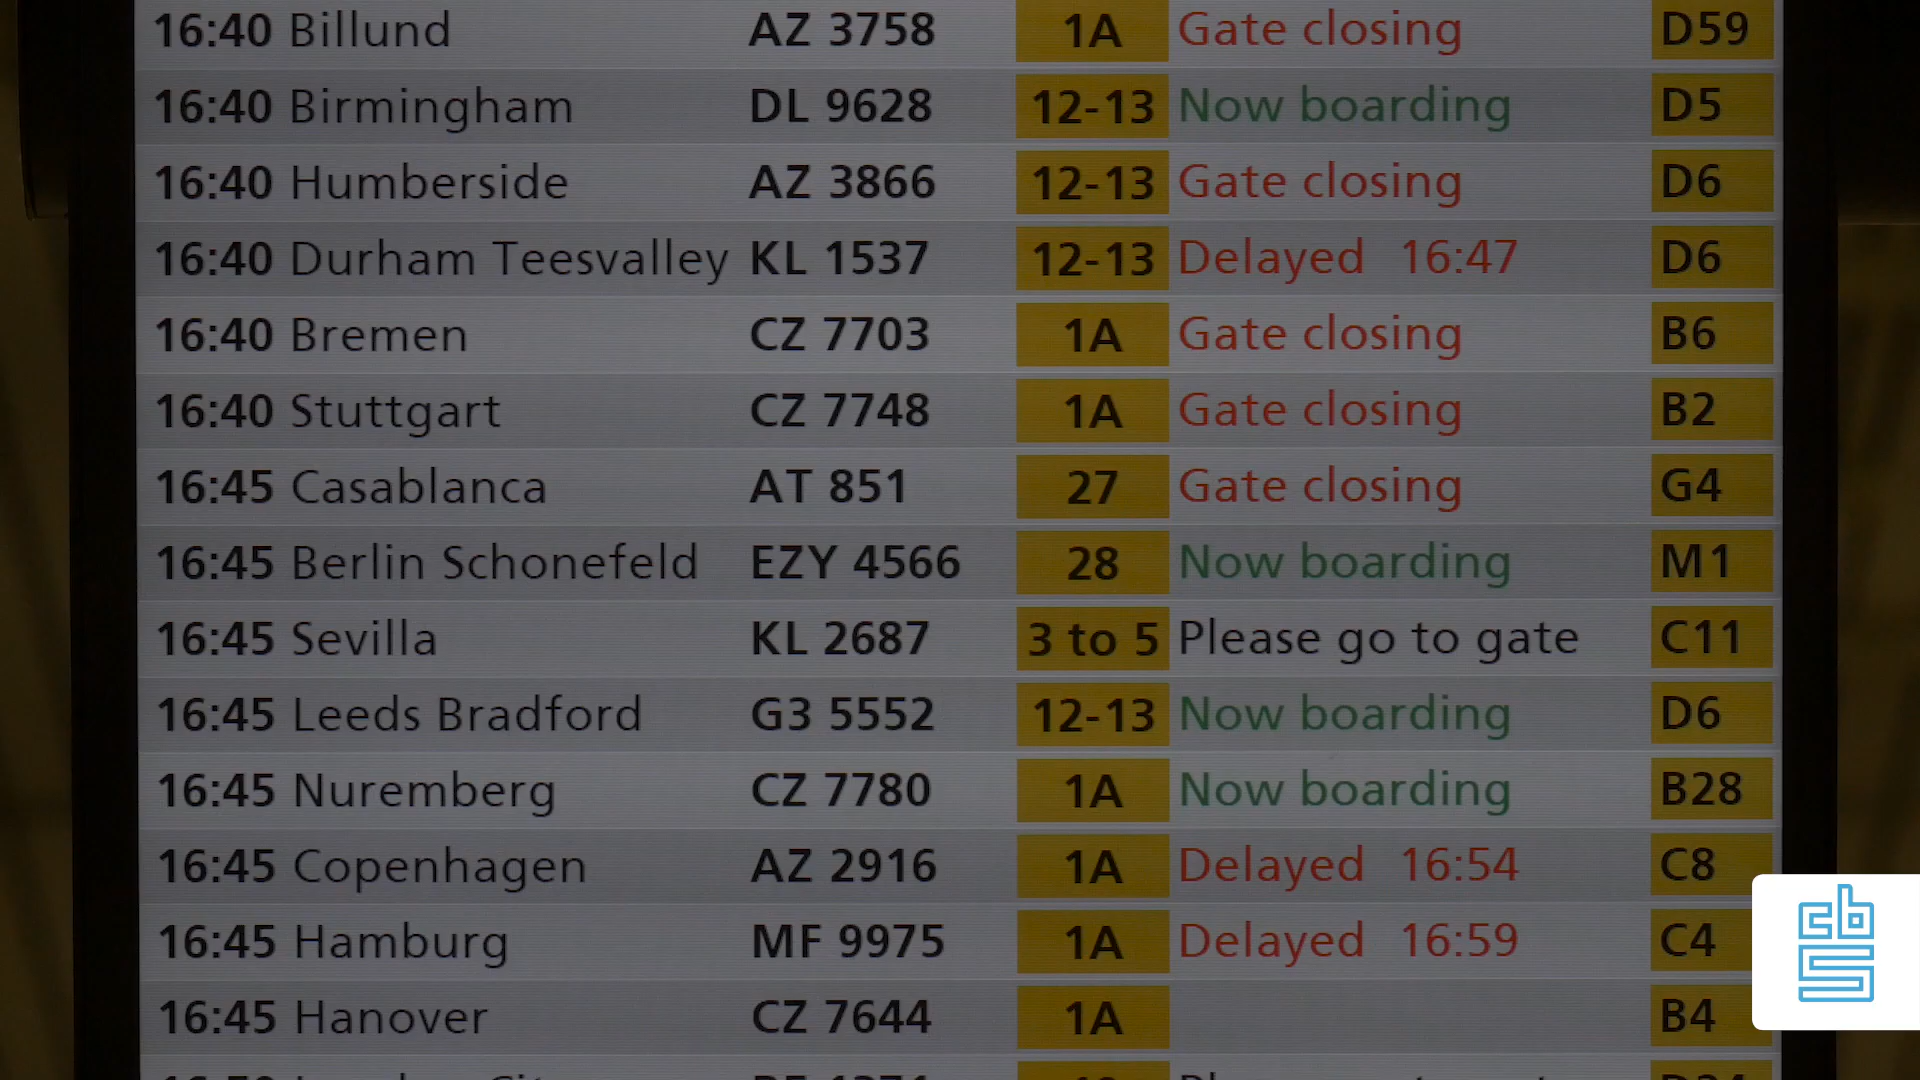 16:40 Billund AZ 3758 1A Gate closing D59
16:40 Birmingham DL 9628 12-13 Now boarding D5
16:40 Humberside AZ 3866 12-13 Gate closing D6
16:40 Durham Teesvalley KL 1537 12-13 Delayed 16:47 D6
16:40 Bremen CZ 7703 1A Gate closing B6
16:40 Stuttgart CZ 7748 1A Gate closing B2
16:45 Casablanca AT 851 27 Gate closing G4
16:45 Berlin Schonefeld EZY 4566 28 Now boarding M1
16:45 Sevilla KL 2687 3 to 5 Please go to gate C11
16:45 Leeds Bradford G3 5552 12-13 Now boarding D6
16:45 Nuremberg CZ 7780 1A Now boarding B28
16:45 Copenhagen AZ 2916 1A Delayed 16:54 C8
16:45 Hamburg MF 9975 1A Delayed 16:59 C4
16:45 Hanover CZ 7644 1A B4
cbs